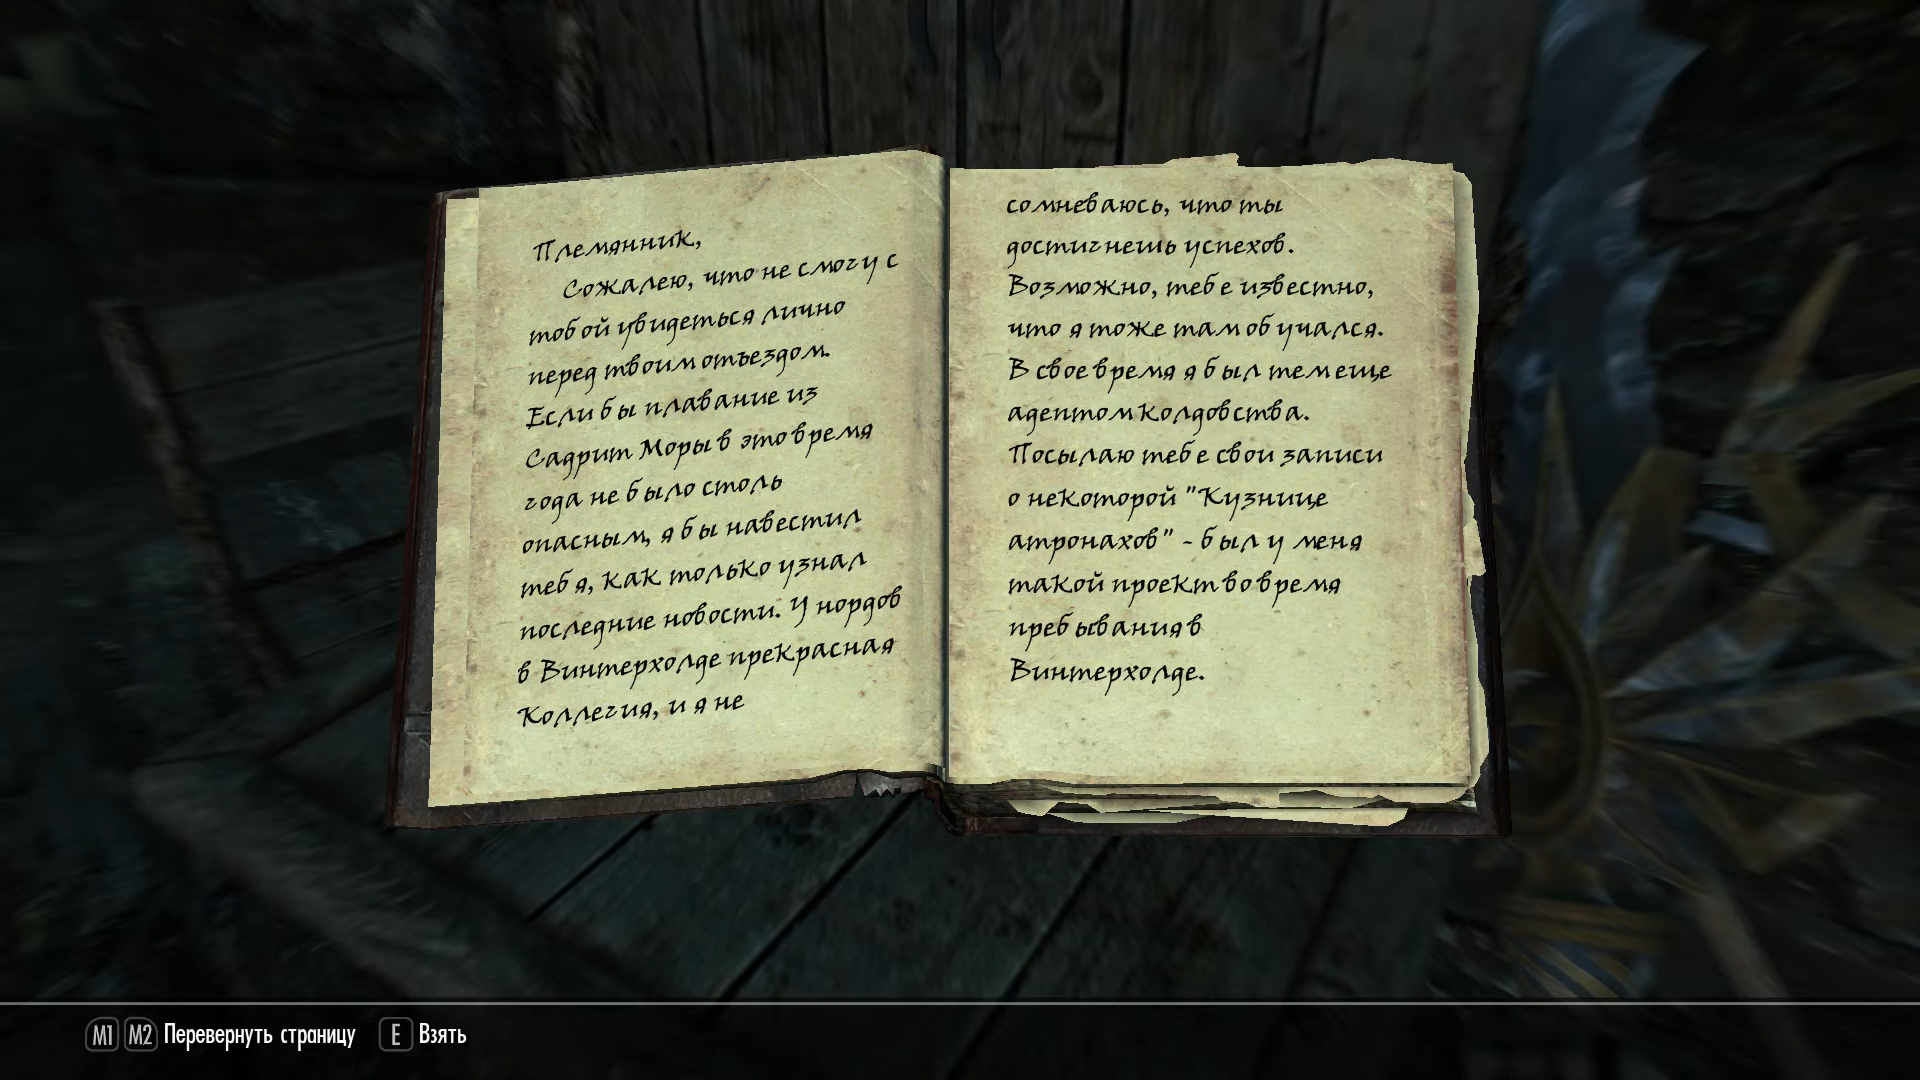 Племянник,
Сожалею, что не смогу с
тобой увидеться лично
перед твоим отъездом.
Если бы плавание из
Садрит Моры в это время
года не было столь
опасным, я бы навестил
тебя, как только узнал
последние новости. У нордов
в Винтерхолде прекрасная
Коллегия, и я не
сомневаюсь, что ты
достигнешь успехов.
Возможно, тебе известно,
что я тоже там обучался.
В свое время я был тем еще
адептом колдовства.
Посылаю тебе свои записи
о некоторой "Кузнице
атронахов" - был у меня
такой проект во время
пребывания в
Винтерхолде.
M1 M2 Перевернуть страницу E Взять